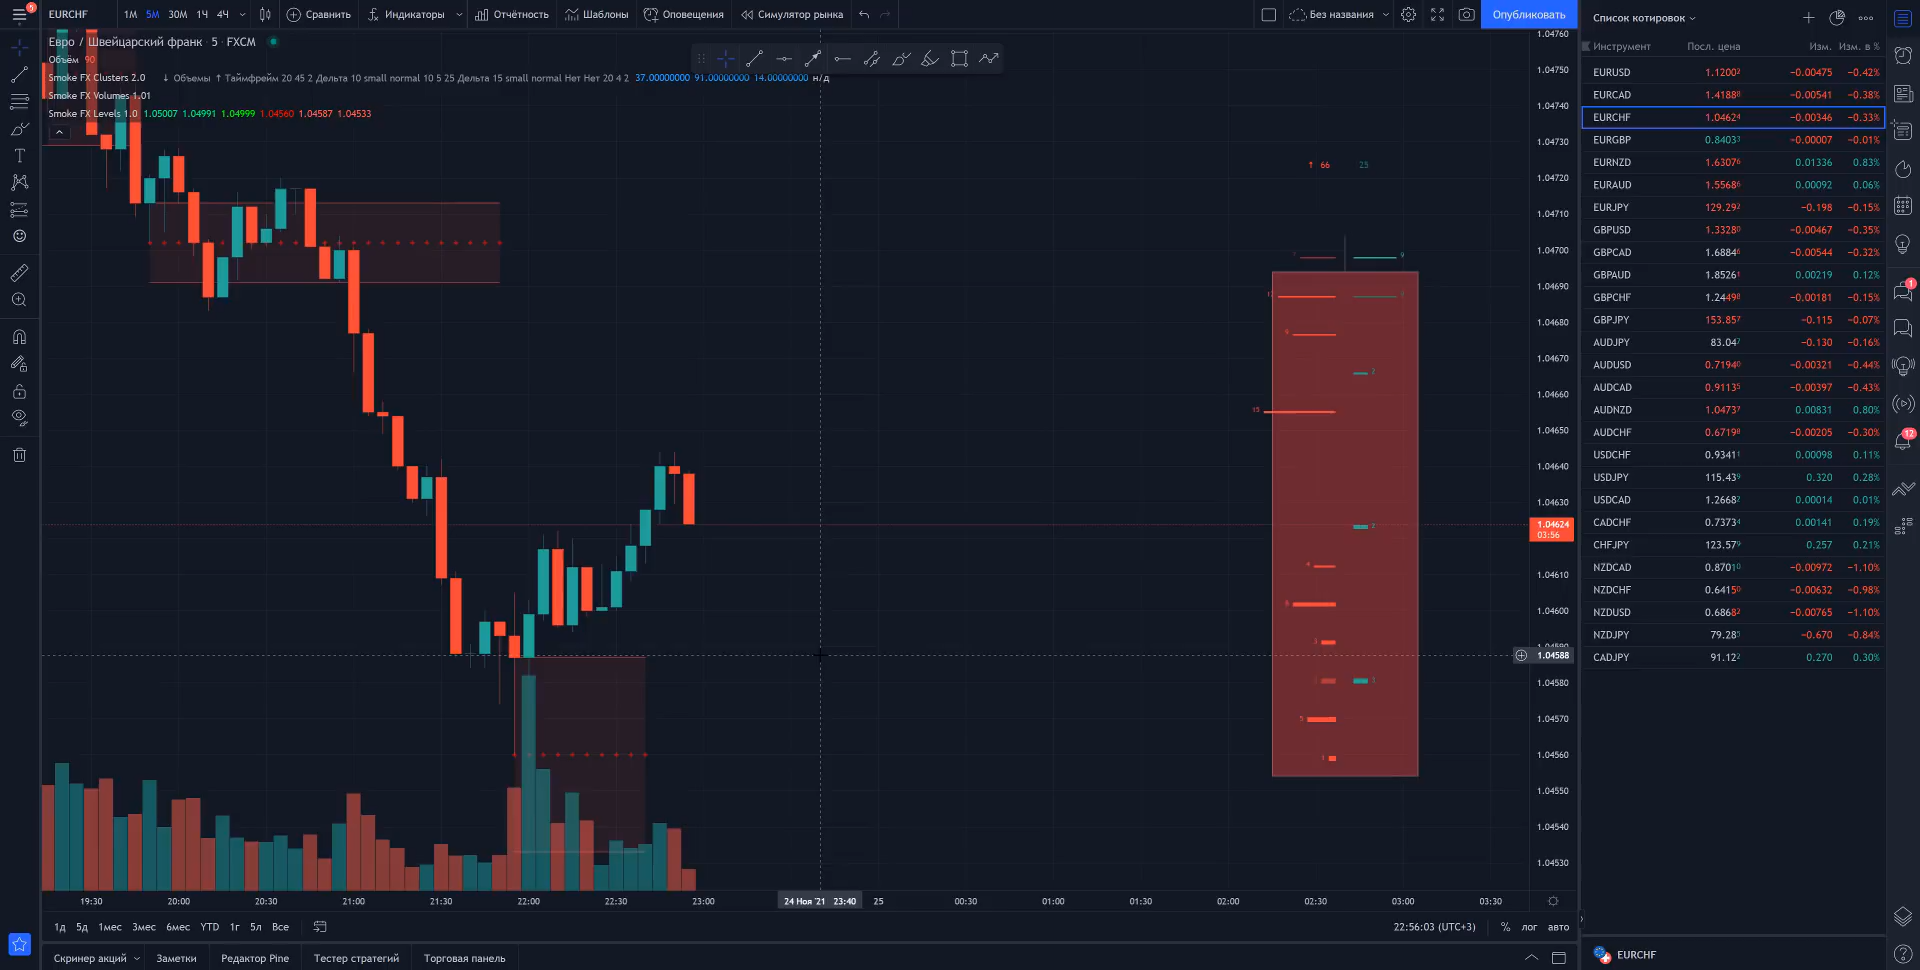 5
EURCHF 1М 5М 30М 1Ч 4Ч Сравнить Индикаторы Отчётность Шаблоны Оповещения Симулятор рынка Без названия Опубликовать
Евро / Швейцарский франк · 5 · FXCM
Объём 90
Smoke FX Clusters 2.0 ↓ Объемы ↑ Таймфрейм 20 45 2 Дельта 10 small normal 10 5 25 Дельта 15 small normal Нет Нет 20 4 2 37.00000000 91.00000000 14.00000000 н/д
Smoke FX Volumes 1.01
Smoke FX Levels 1.0 1.05007 1.04991 1.04999 1.04560 1.04587 1.04533
↑ 66 25
9
9
15
2
2
8
5
1
1.04760
1.04750
1.04740
1.04730
1.04720
1.04710
1.04700
1.04690
1.04680
1.04670
1.04660
1.04650
1.04640
1.04630
1.04624
03:56
1.04610
1.04600
1.04588
1.04580
1.04570
1.04560
1.04550
1.04540
1.04530
19:30 20:00 20:30 21:00 21:30 22:00 22:30 23:00 24 Ноя '21 23:40 25 00:30 01:00 01:30 02:00 02:30 03:00 03:30
1д 5д 1мес 3мес 6мес YTD 1г 5л Все 22:56:03 (UTC+3) % лог авто
Скринер акций Заметки Редактор Pine Тестер стратегий Торговая панель
Список котировок
Инструмент Посл. цена Изм. Изм. в %
EURUSD 1.12002 −0.00475 −0.42%
EURCAD 1.41888 −0.00541 −0.38%
EURCHF 1.04624 −0.00346 −0.33%
EURGBP 0.84033 −0.00007 −0.01%
EURNZD 1.63076 0.01336 0.83%
EURAUD 1.55686 0.00092 0.06%
EURJPY 129.292 −0.198 −0.15%
GBPUSD 1.33280 −0.00467 −0.35%
GBPCAD 1.68846 −0.00544 −0.32%
GBPAUD 1.85261 0.00219 0.12%
GBPCHF 1.24498 −0.00181 −0.15%
GBPJPY 153.857 −0.115 −0.07%
AUDJPY 83.047 −0.130 −0.16%
AUDUSD 0.71940 −0.00321 −0.44%
AUDCAD 0.91135 −0.00397 −0.43%
AUDNZD 1.04737 0.00831 0.80%
AUDCHF 0.67198 −0.00205 −0.30%
USDCHF 0.93411 0.00098 0.11%
USDJPY 115.439 0.320 0.28%
USDCAD 1.26682 0.00014 0.01%
CADCHF 0.73734 0.00141 0.19%
CHFJPY 123.579 0.257 0.21%
NZDCAD 0.87010 −0.00972 −1.10%
NZDCHF 0.64150 −0.00632 −0.98%
NZDUSD 0.68682 −0.00765 −1.10%
NZDJPY 79.285 −0.670 −0.84%
CADJPY 91.122 0.270 0.30%
EURCHF
1
12